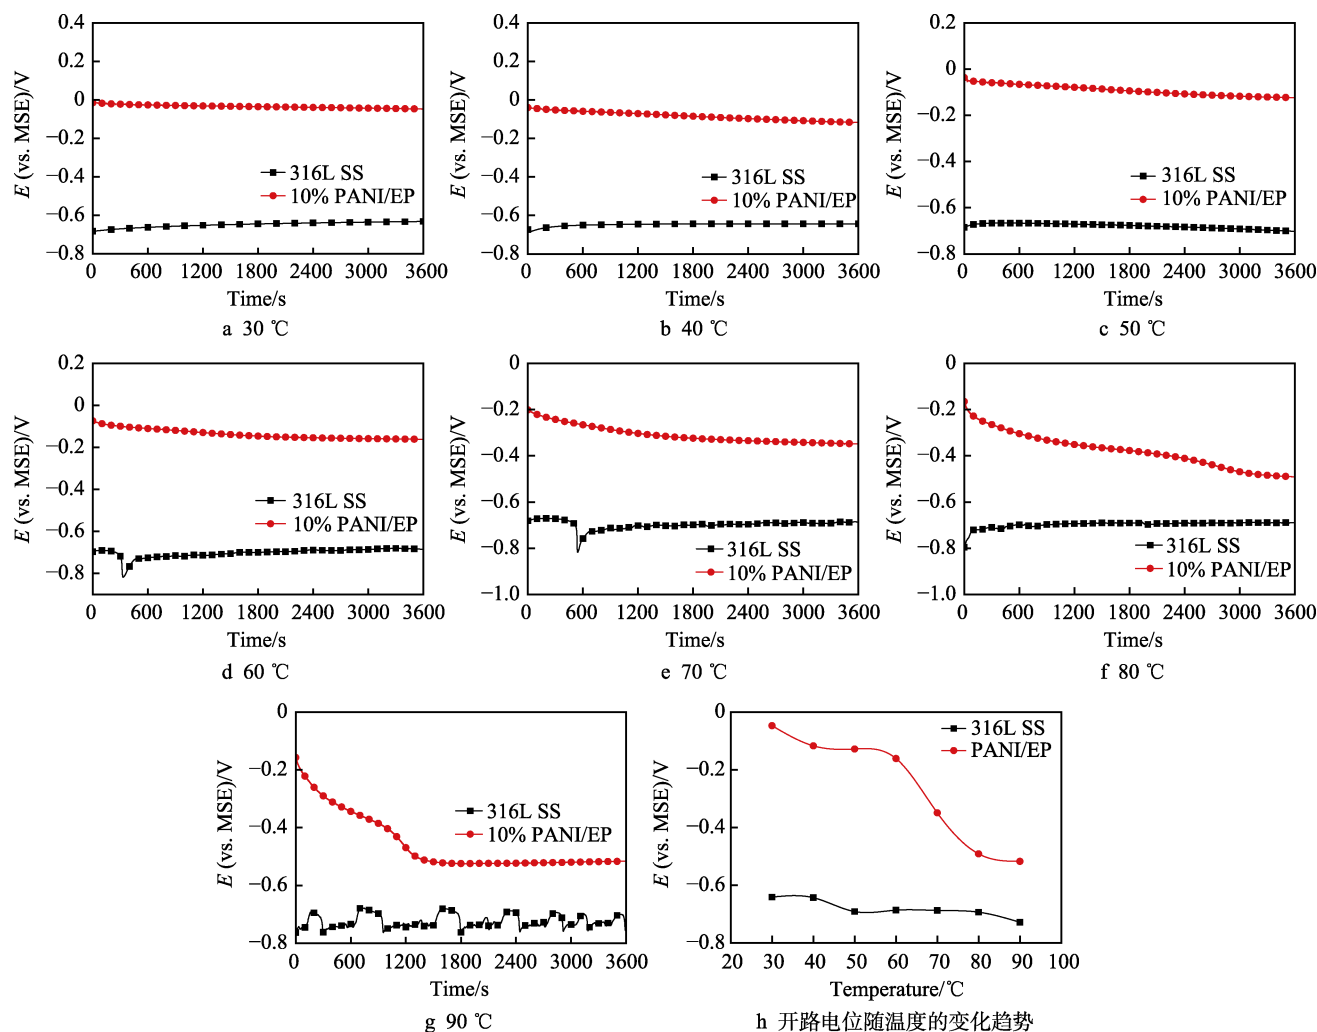 0.4
0.2
0
−0.2
−0.4
−0.6
−0.8
E (vs. MSE)/V
316L SS
10% PANI/EP
0 600 1200 1800 2400 3000 3600
Time/s
a 30 ℃
0.4
0.2
0
−0.2
−0.4
−0.6
−0.8
E (vs. MSE)/V
316L SS
10% PANI/EP
0 600 1200 1800 2400 3000 3600
Time/s
b 40 ℃
0.2
0
−0.2
−0.4
−0.6
−0.8
E (vs. MSE)/V
316L SS
10% PANI/EP
0 600 1200 1800 2400 3000 3600
Time/s
c 50 ℃
0.2
0
−0.2
−0.4
−0.6
−0.8
E (vs. MSE)/V
316L SS
10% PANI/EP
0 600 1200 1800 2400 3000 3600
Time/s
d 60 ℃
0
−0.2
−0.4
−0.6
−0.8
−1.0
E (vs. MSE)/V
316L SS
10% PANI/EP
0 600 1200 1800 2400 3000 3600
Time/s
e 70 ℃
0
−0.2
−0.4
−0.6
−0.8
−1.0
E (vs. MSE)/V
316L SS
10% PANI/EP
0 600 1200 1800 2400 3000 3600
Time/s
f 80 ℃
0
−0.2
−0.4
−0.6
−0.8
E (vs. MSE)/V
316L SS
10% PANI/EP
0 600 1200 1800 2400 3000 3600
Time/s
g 90 ℃
0
−0.2
−0.4
−0.6
−0.8
E (vs. MSE)/V
316L SS
PANI/EP
20 30 40 50 60 70 80 90 100
Temperature/℃
h 开路电位随温度的变化趋势